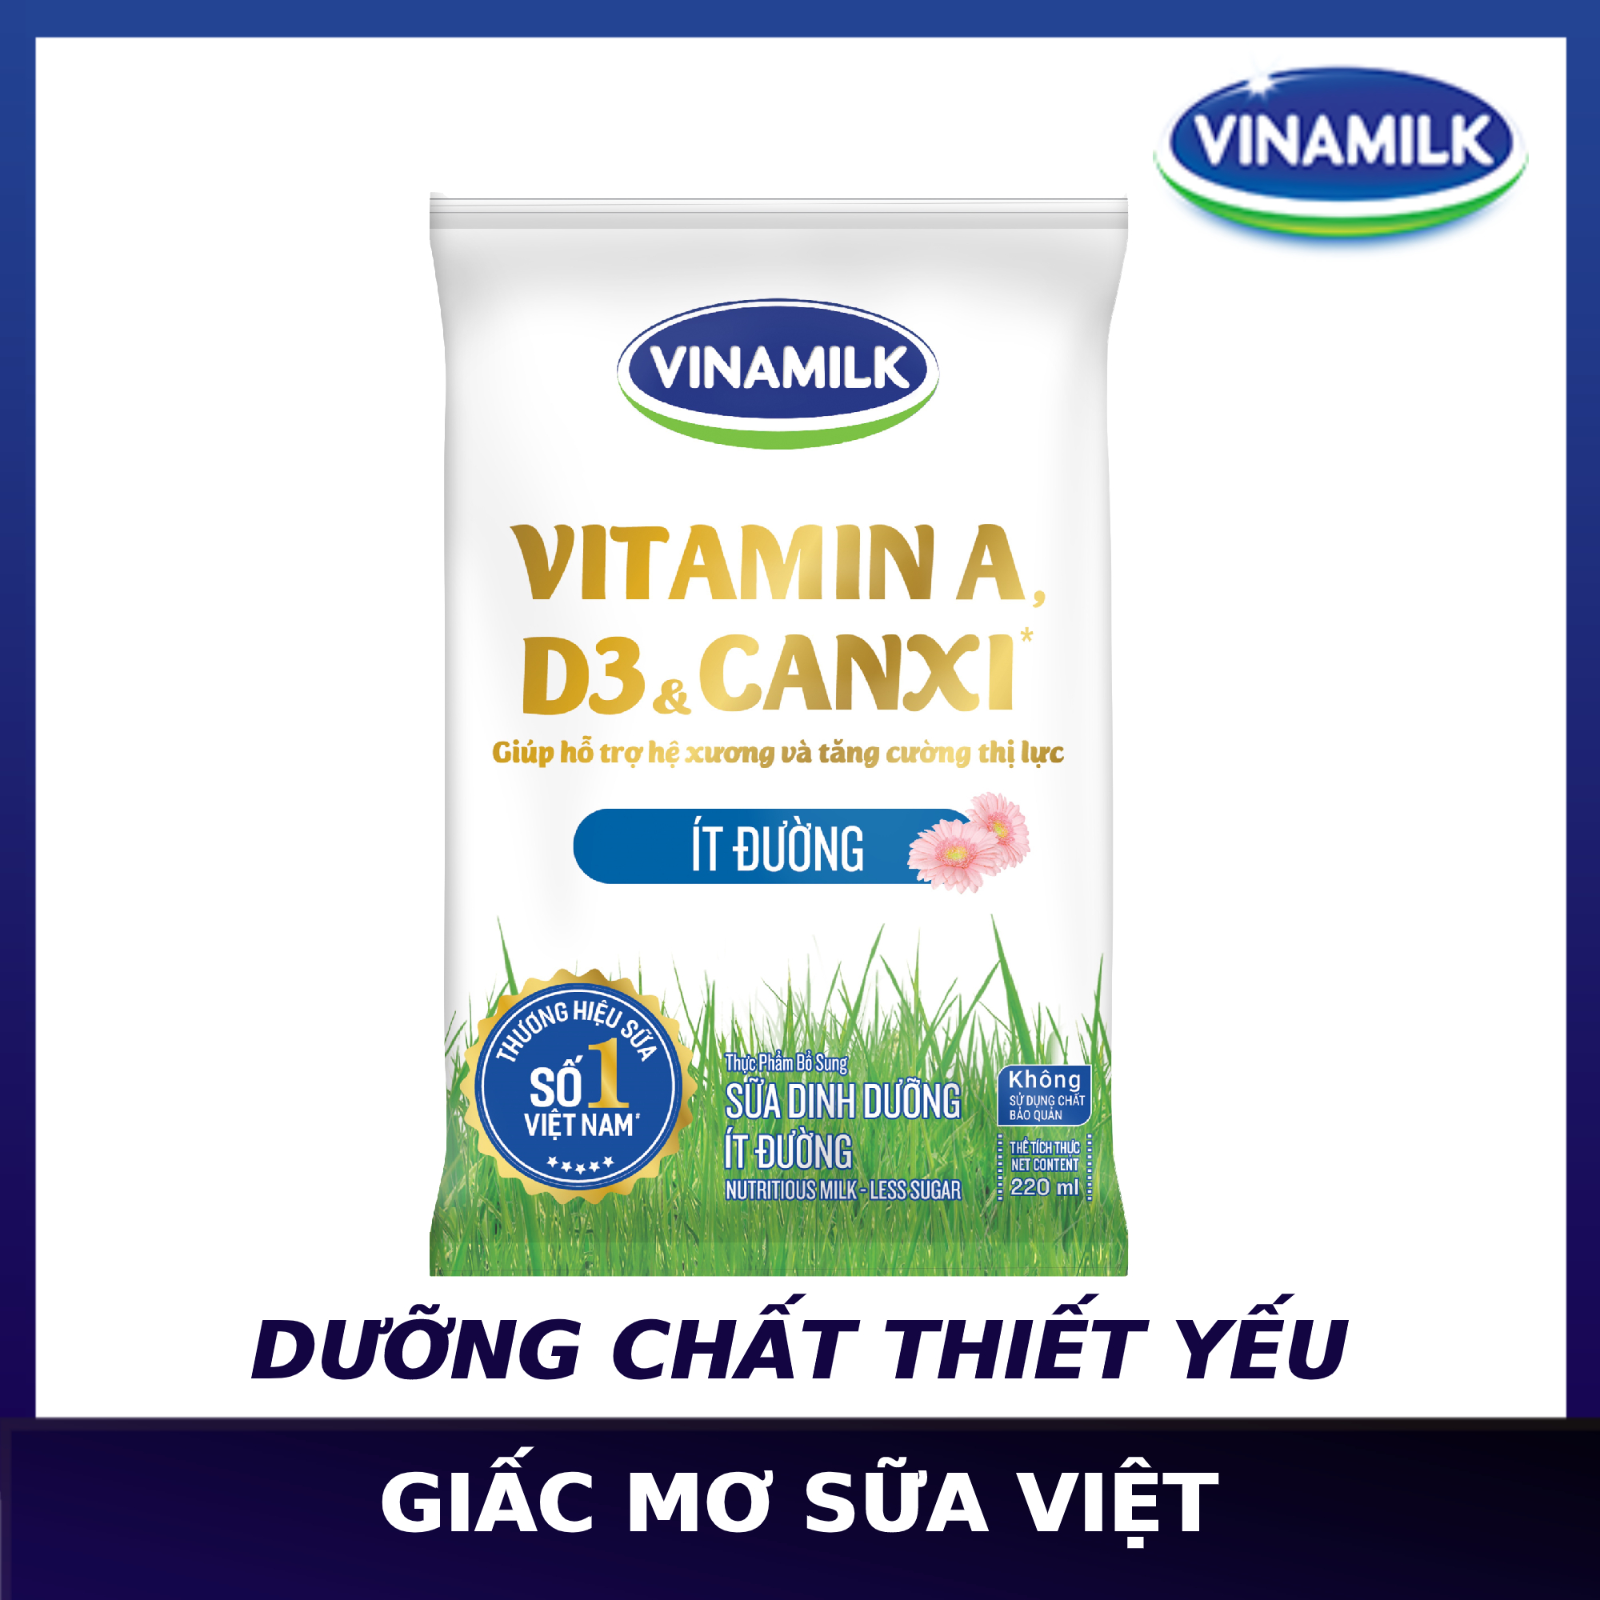 VINAMILK
VINAMILK
VITAMIN A,
D3 & CANXI*
Giúp hỗ trợ hệ xương và tăng cường thị lực
ÍT ĐƯỜNG
THƯƠNG HIỆU SỮA
SỐ 1
VIỆT NAM*
Thực Phẩm Bổ Sung
SỮA DINH DƯỠNG
ÍT ĐƯỜNG
NUTRITIOUS MILK - LESS SUGAR
Không
SỬ DỤNG CHẤT
BẢO QUẢN
THỂ TÍCH THỰC
NET CONTENT
220 ml
DƯỠNG CHẤT THIẾT YẾU
GIẤC MƠ SỮA VIỆT